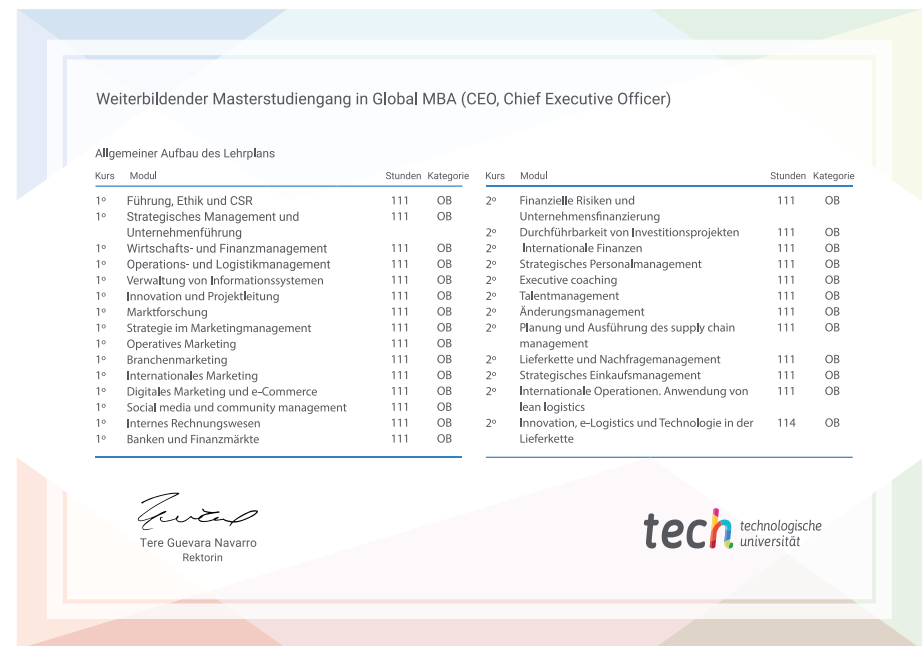 Weiterbildender Masterstudiengang in Global MBA (CEO, Chief Executive Officer)
Allgemeiner Aufbau des Lehrplans
Kurs Modul Stunden Kategorie
1º Führung, Ethik und CSR 111 OB
1º Strategisches Management und 111 OB
Unternehmenführung
1º Wirtschafts- und Finanzmanagement 111 OB
1º Operations- und Logistikmanagement 111 OB
1º Verwaltung von Informationssystemen 111 OB
1º Innovation und Projektleitung 111 OB
1º Marktforschung 111 OB
1º Strategie im Marketingmanagement 111 OB
1º Operatives Marketing 111 OB
1º Branchenmarketing 111 OB
1º Internationales Marketing 111 OB
1º Digitales Marketing und e-Commerce 111 OB
1º Social media und community management 111 OB
1º Internes Rechnungswesen 111 OB
1º Banken und Finanzmärkte 111 OB
Kurs Modul Stunden Kategorie
2º Finanzielle Risiken und 111 OB
Unternehmensfinanzierung
2º Durchführbarkeit von Investitionsprojekten 111 OB
2º Internationale Finanzen 111 OB
2º Strategisches Personalmanagement 111 OB
2º Executive coaching 111 OB
2º Talentmanagement 111 OB
2º Änderungsmanagement 111 OB
2º Planung und Ausführung des supply chain 111 OB
management
2º Lieferkette und Nachfragemanagement 111 OB
2º Strategisches Einkaufsmanagement 111 OB
2º Internationale Operationen. Anwendung von 111 OB
lean logistics
2º Innovation, e-Logistics und Technologie in der 114 OB
Lieferkette
Tere Guevara Navarro
Rektorin
tech technologische
universität